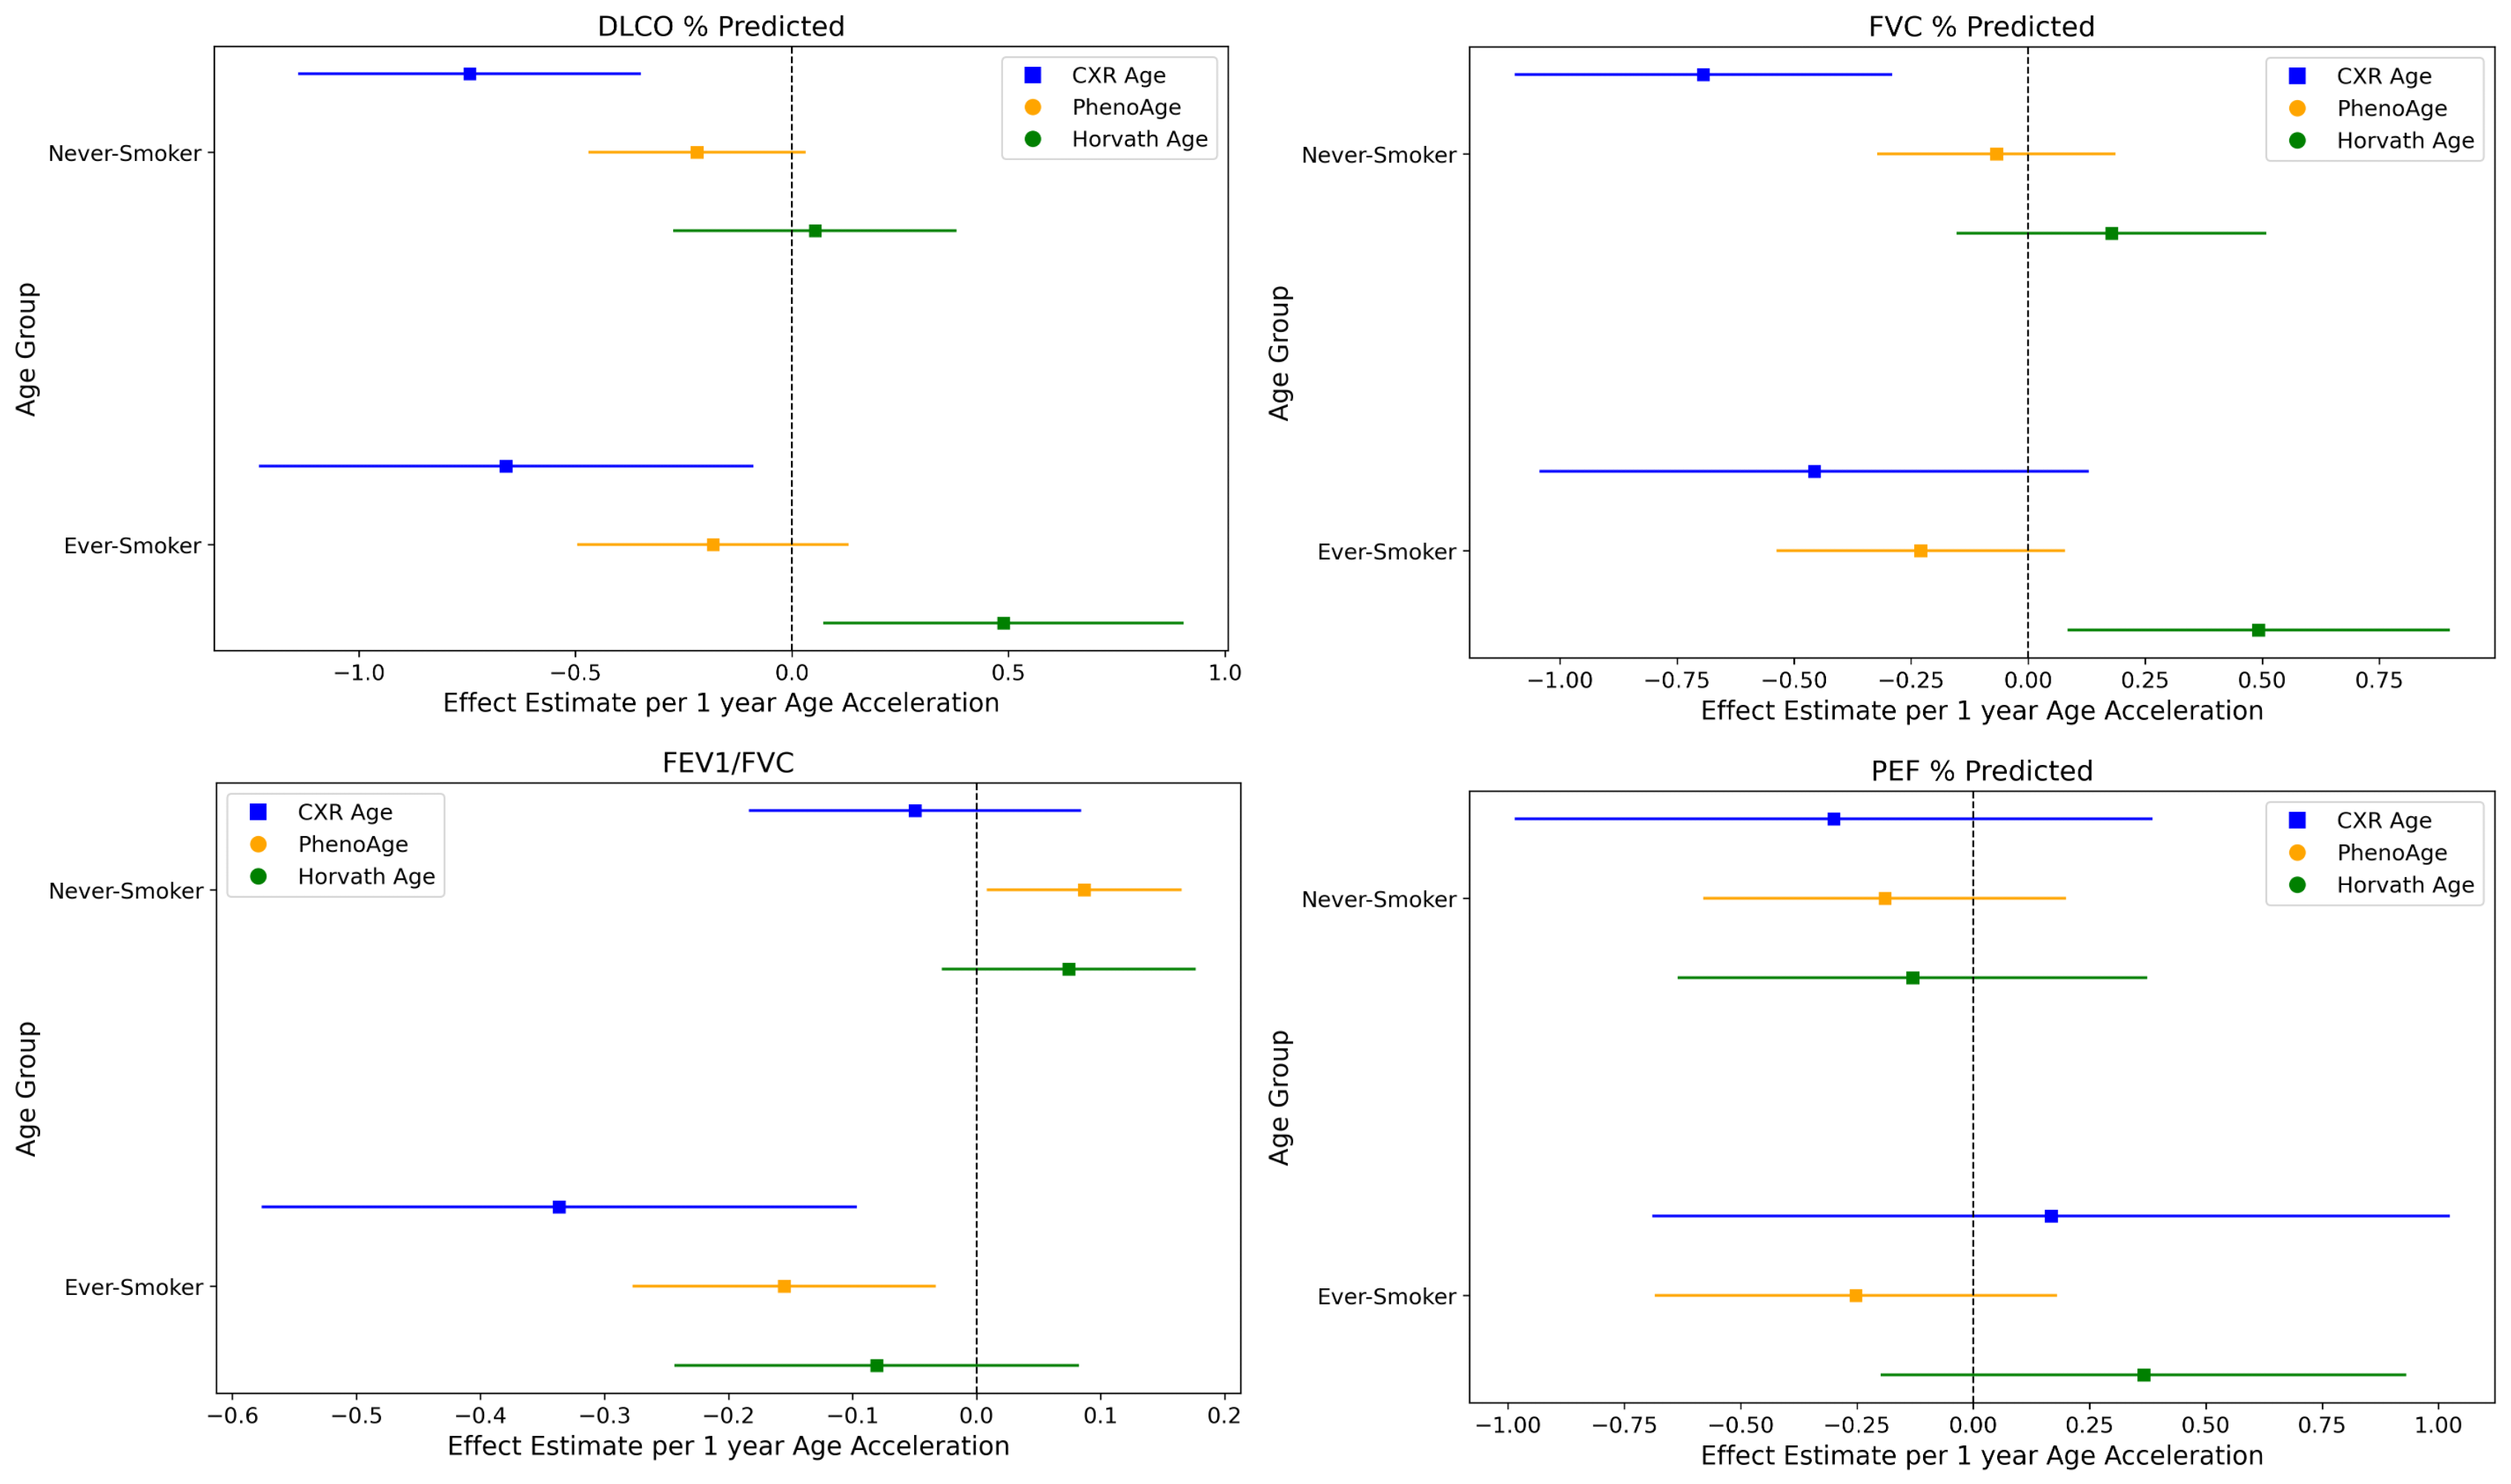 DLCO % Predicted
CXR Age
PhenoAge
Horvath Age
Never-Smoker
Ever-Smoker
Age Group
−1.0 −0.5 0.0 0.5 1.0
Effect Estimate per 1 year Age Acceleration
FVC % Predicted
CXR Age
PhenoAge
Horvath Age
Never-Smoker
Ever-Smoker
Age Group
−1.00 −0.75 −0.50 −0.25 0.00 0.25 0.50 0.75
Effect Estimate per 1 year Age Acceleration
FEV1/FVC
CXR Age
PhenoAge
Horvath Age
Never-Smoker
Ever-Smoker
Age Group
−0.6 −0.5 −0.4 −0.3 −0.2 −0.1 0.0 0.1 0.2
Effect Estimate per 1 year Age Acceleration
PEF % Predicted
CXR Age
PhenoAge
Horvath Age
Never-Smoker
Ever-Smoker
Age Group
−1.00 −0.75 −0.50 −0.25 0.00 0.25 0.50 0.75 1.00
Effect Estimate per 1 year Age Acceleration